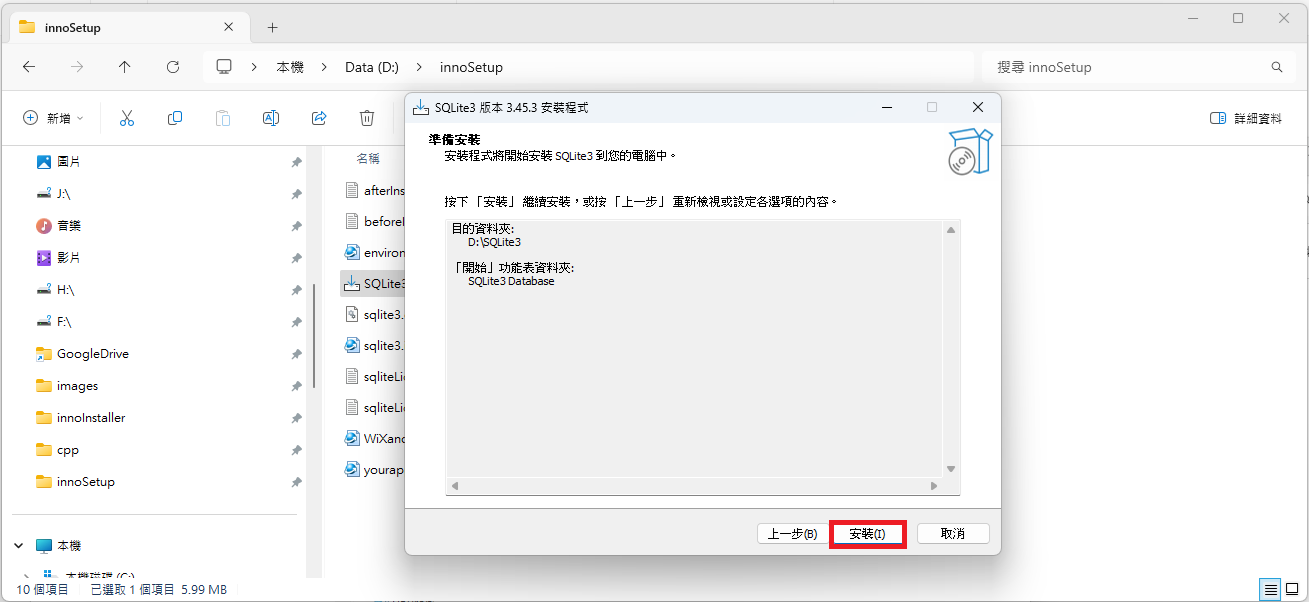 innoSetup
本機
Data (D:)
innoSetup
搜尋 innoSetup
新增
詳細資料
圖片
J:\
音樂
影片
H:\
F:\
GoogleDrive
images
innoInstaller
cpp
innoSetup
本機
本機磁碟 (C:)
名稱
afterIns
beforeI
environ
SQLite3
sqlite3.
sqlite3.
sqliteLic
sqliteLic
WiXand
yourap
SQLite3 版本 3.45.3 安裝程式
準備安裝
安裝程式將開始安裝 SQLite3 到您的電腦中。
按下「安裝」繼續安裝，或按「上一步」重新檢視或設定各選項的內容。
目的資料夾:
D:\SQLite3
「開始」功能表資料夾:
SQLite3 Database
上一步(B)
安裝(I)
取消
10 個項目
已選取 1 個項目 5.99 MB